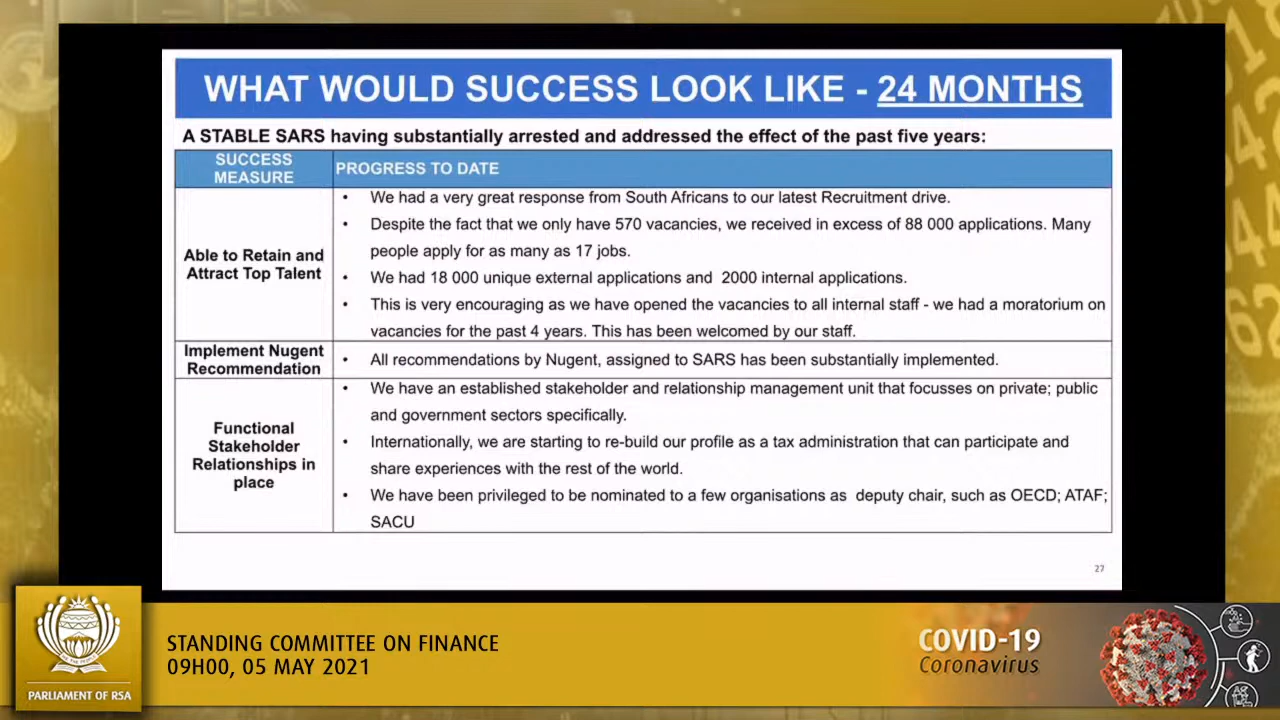 WHAT WOULD SUCCESS LOOK LIKE - 24 MONTHS
A STABLE SARS having substantially arrested and addressed the effect of the past five years:
SUCCESS
MEASURE
PROGRESS TO DATE
Able to Retain and
Attract Top Talent
• We had a very great response from South Africans to our latest Recruitment drive.
• Despite the fact that we only have 570 vacancies, we received in excess of 88 000 applications. Many
people apply for as many as 17 jobs.
• We had 18 000 unique external applications and 2000 internal applications.
• This is very encouraging as we have opened the vacancies to all internal staff - we had a moratorium on
vacancies for the past 4 years. This has been welcomed by our staff.
Implement Nugent
Recommendation
• All recommendations by Nugent, assigned to SARS has been substantially implemented.
Functional
Stakeholder
Relationships in
place
• We have an established stakeholder and relationship management unit that focusses on private; public
and government sectors specifically.
• Internationally, we are starting to re-build our profile as a tax administration that can participate and
share experiences with the rest of the world.
• We have been privileged to be nominated to a few organisations as deputy chair, such as OECD; ATAF;
SACU
27
PARLIAMENT OF RSA
STANDING COMMITTEE ON FINANCE
09H00, 05 MAY 2021
COVID-19
Coronavirus